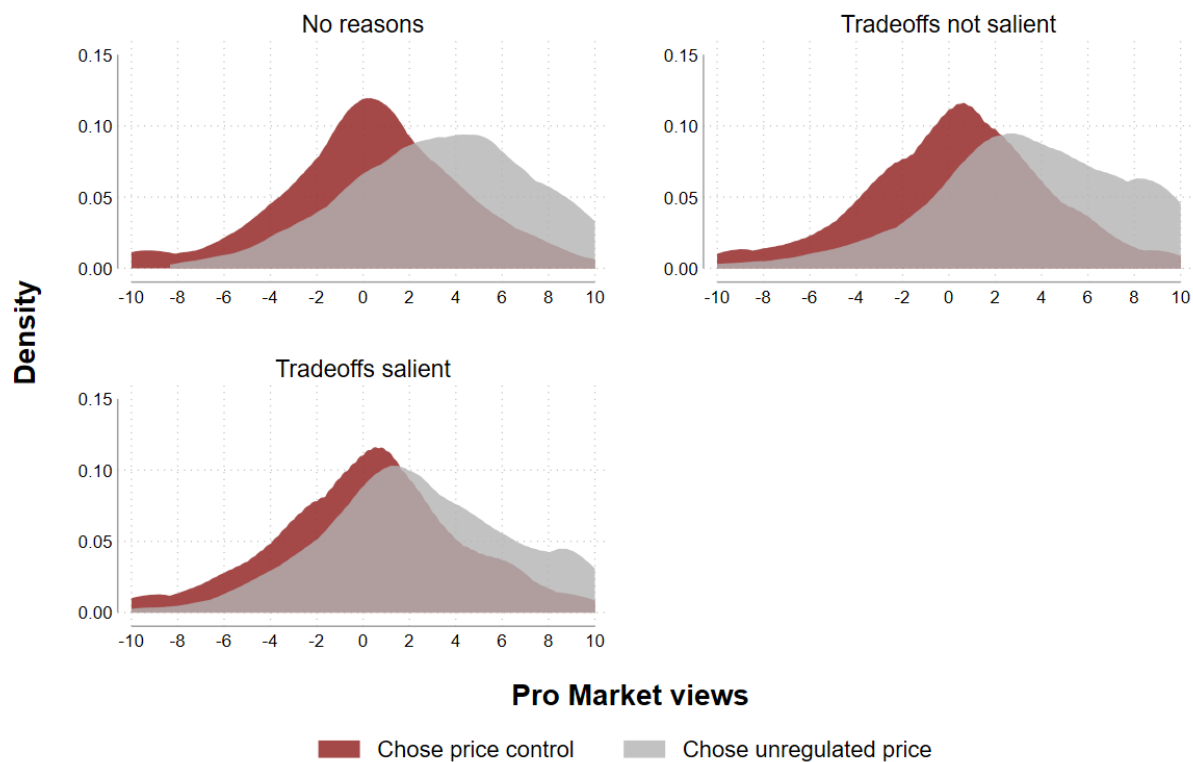 No reasons
0.15
0.10
0.05
0.00
-10 -8 -6 -4 -2 0 2 4 6 8 10
Tradeoffs not salient
0.15
0.10
0.05
0.00
-10 -8 -6 -4 -2 0 2 4 6 8 10
Density
Tradeoffs salient
0.15
0.10
0.05
0.00
-10 -8 -6 -4 -2 0 2 4 6 8 10
Pro Market views
Chose price control Chose unregulated price